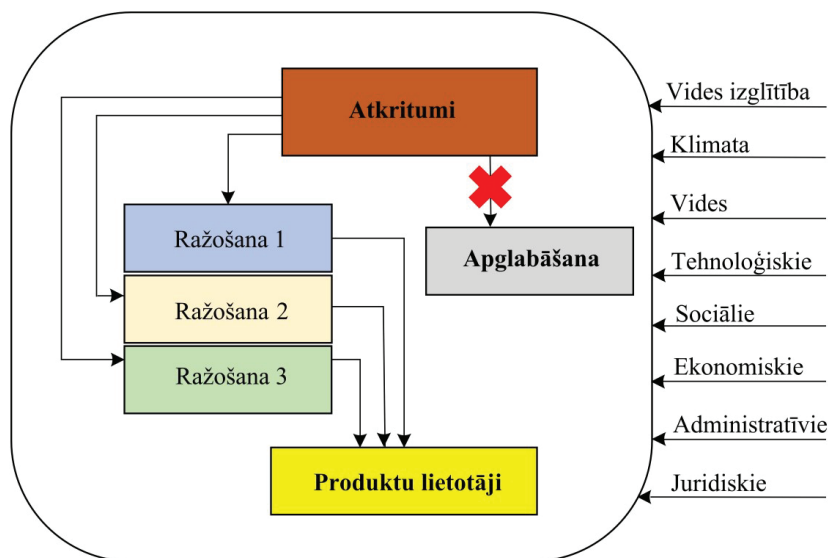 Atkritumi
Ražošana 1
Ražošana 2
Ražošana 3
Apglabāšana
Produktu lietotāji
Vides izglītība
Klimata
Vides
Tehnoloģiskie
Sociālie
Ekonomiskie
Administratīvie
Juridiskie